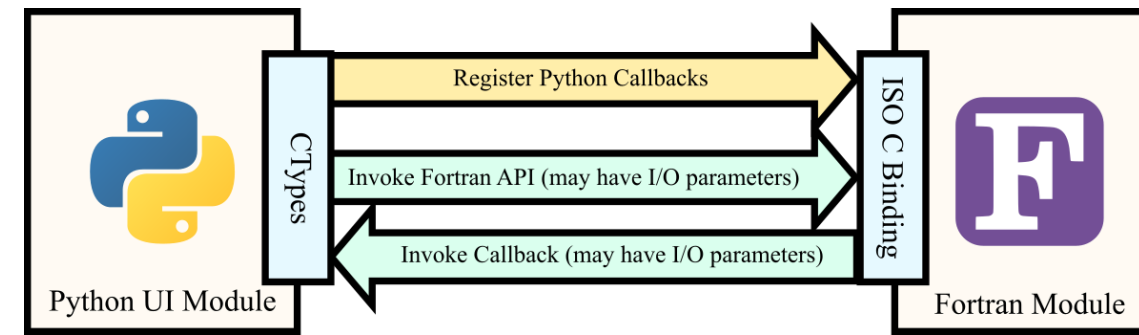 Register Python Callbacks
CTypes
ISO C Binding
Invoke Fortran API (may have I/O parameters)
Invoke Callback (may have I/O parameters)
F
Python UI Module
Fortran Module